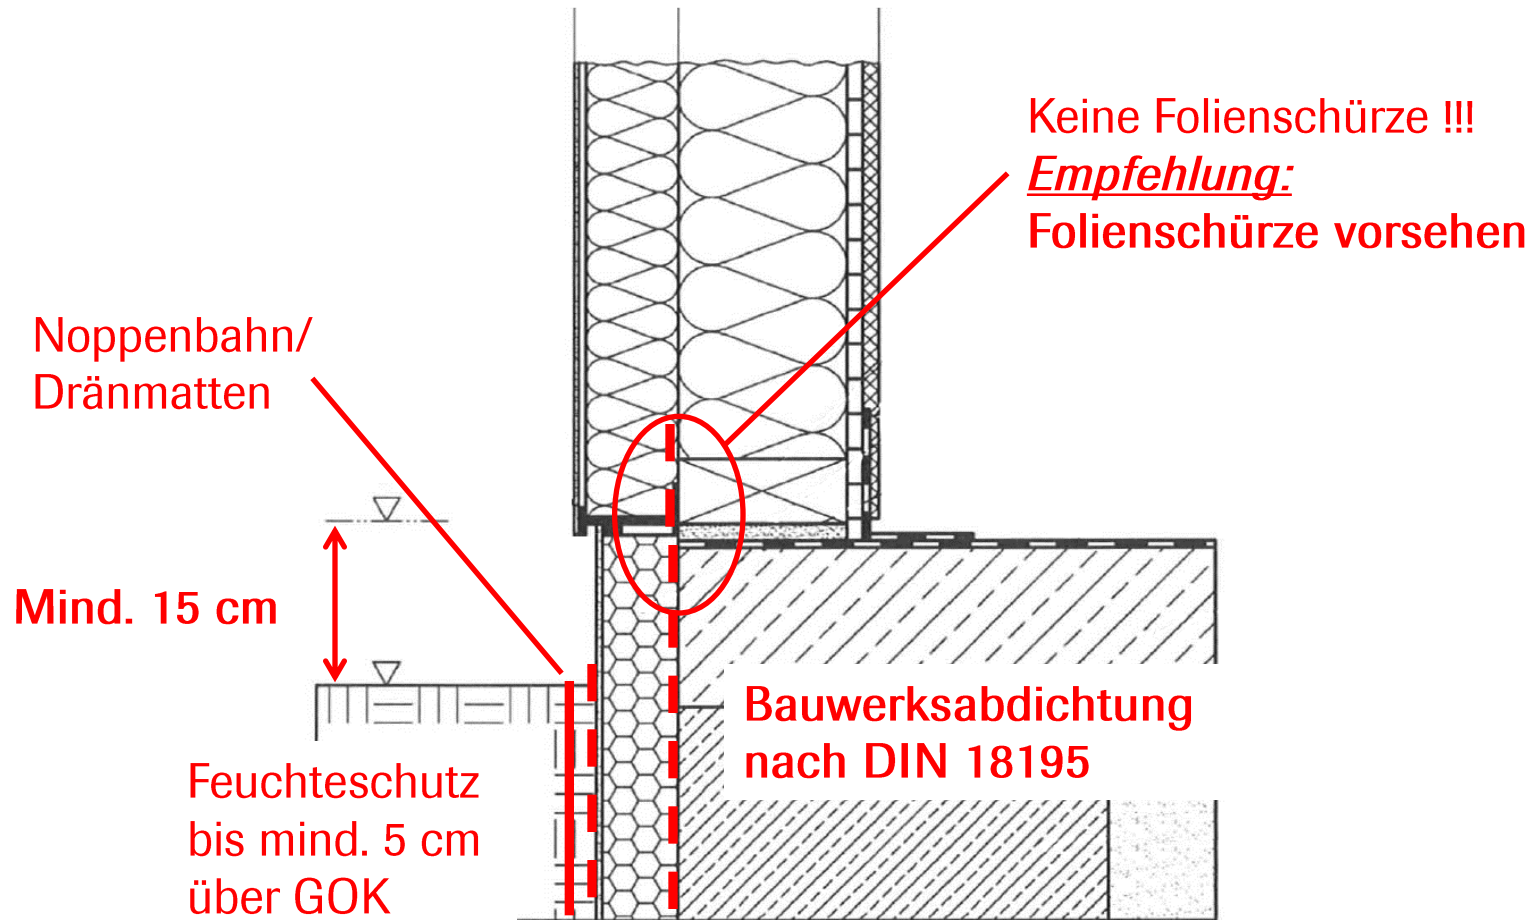 Keine Folienschürze !!!
Empfehlung:
Folienschürze vorsehen
Noppenbahn/
Dränmatten
Mind. 15 cm
Bauwerksabdichtung
nach DIN 18195
Feuchteschutz
bis mind. 5 cm
über GOK